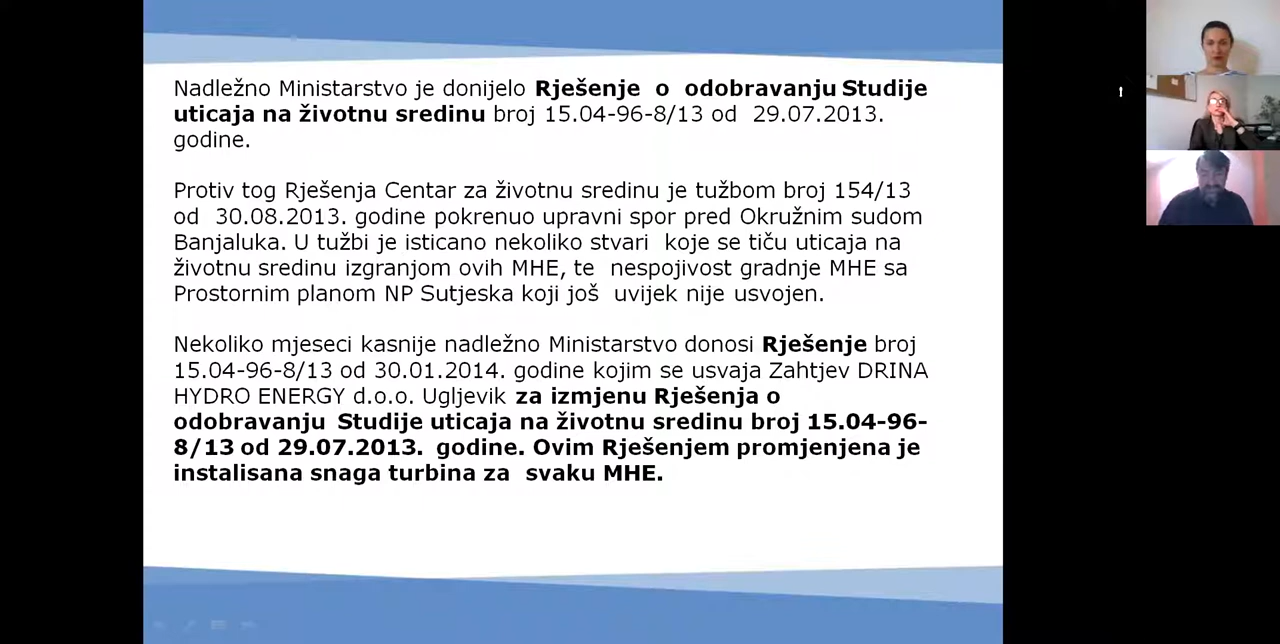 Nadležno Ministarstvo je donijelo Rješenje o odobravanju Studije
uticaja na životnu sredinu broj 15.04-96-8/13 od 29.07.2013.
godine.
Protiv tog Rješenja Centar za životnu sredinu je tužbom broj 154/13
od 30.08.2013. godine pokrenuo upravni spor pred Okružnim sudom
Banjaluka. U tužbi je isticano nekoliko stvari koje se tiču uticaja na
životnu sredinu izgranjom ovih MHE, te nespojivost gradnje MHE sa
Prostornim planom NP Sutjeska koji još uvijek nije usvojen.
Nekoliko mjeseci kasnije nadležno Ministarstvo donosi Rješenje broj
15.04-96-8/13 od 30.01.2014. godine kojim se usvaja Zahtjev DRINA
HYDRO ENERGY d.o.o. Ugljevik za izmjenu Rješenja o
odobravanju Studije uticaja na životnu sredinu broj 15.04-96-
8/13 od 29.07.2013. godine. Ovim Rješenjem promjenjena je
instalisana snaga turbina za svaku MHE.